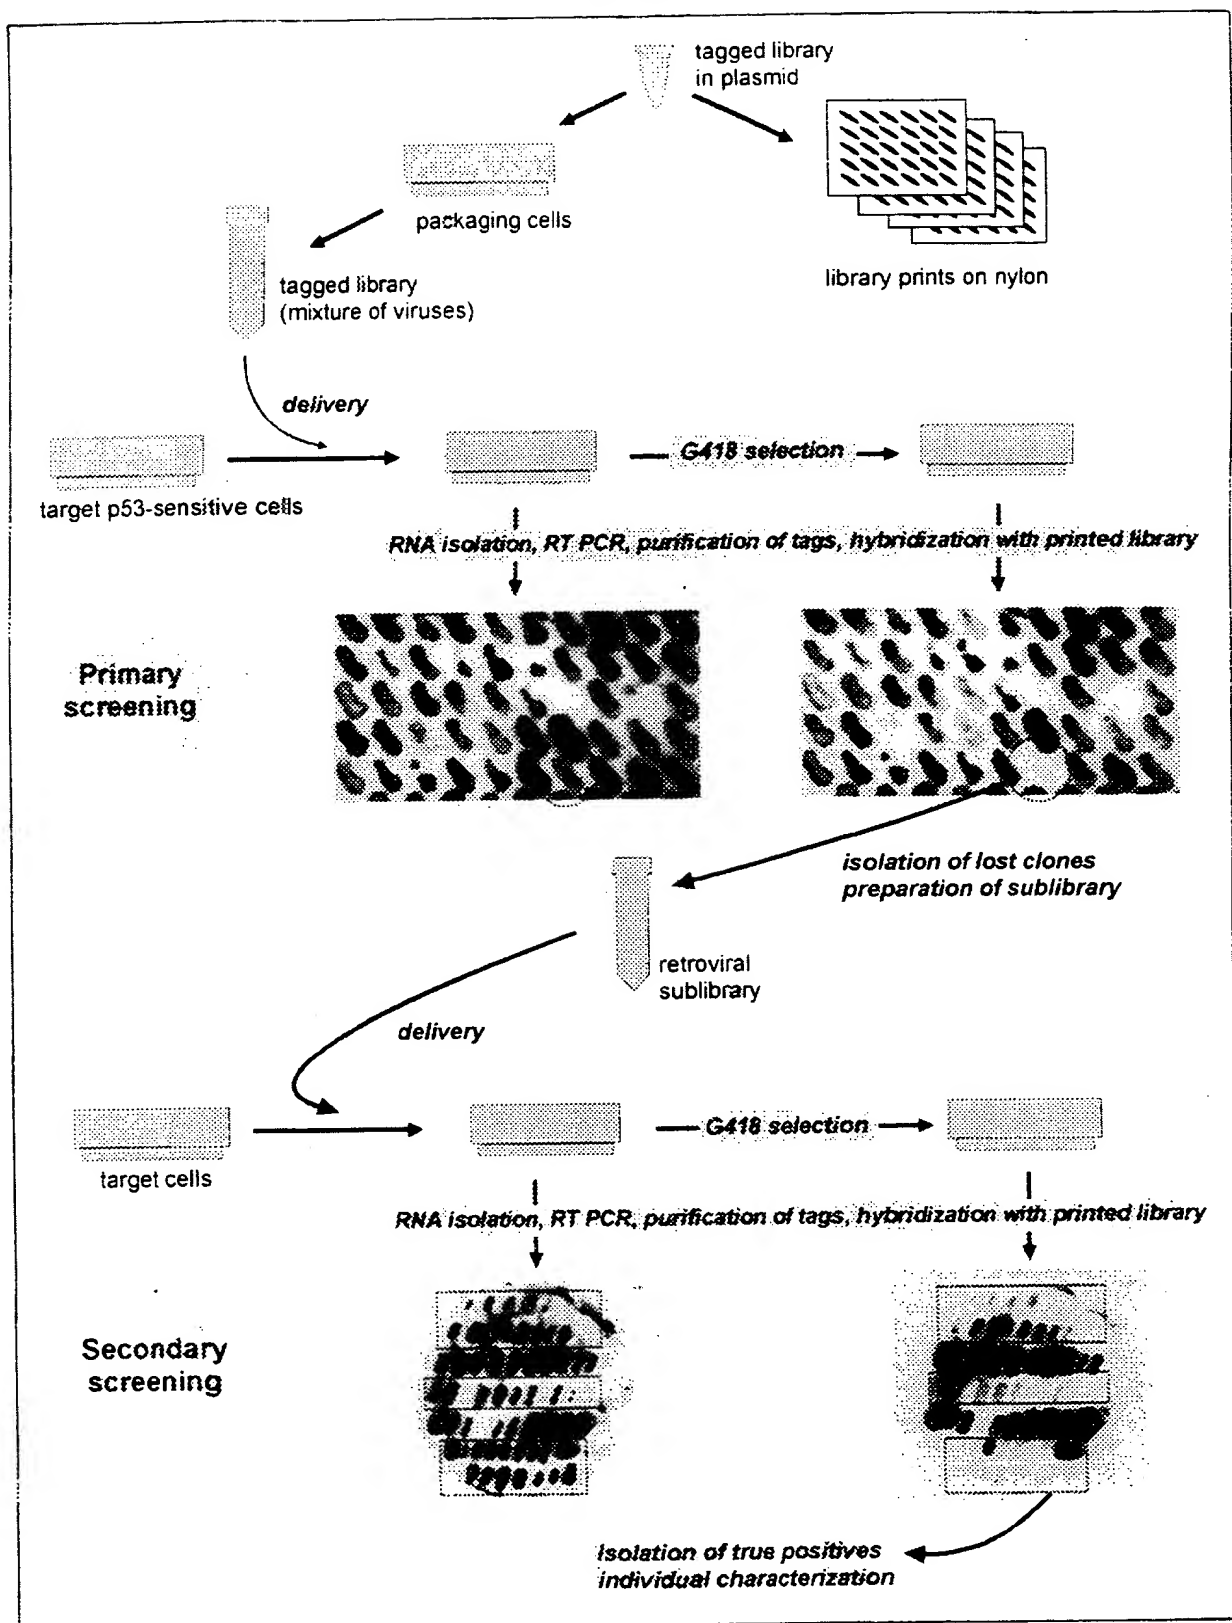 tagged library
in plasmid
packaging cells
library prints on nylon
tagged library
(mixture of viruses)
delivery
G418 selection
target p53-sensitive cells
RNA isolation, RT PCR, purification of tags, hybridization with printed library
Primary
screening
isolation of lost clones
preparation of sublibrary
retroviral
sublibrary
delivery
G418 selection
target cells
RNA isolation, RT PCR, purification of tags, hybridization with printed library
Secondary
screening
Isolation of true positives
individual characterization